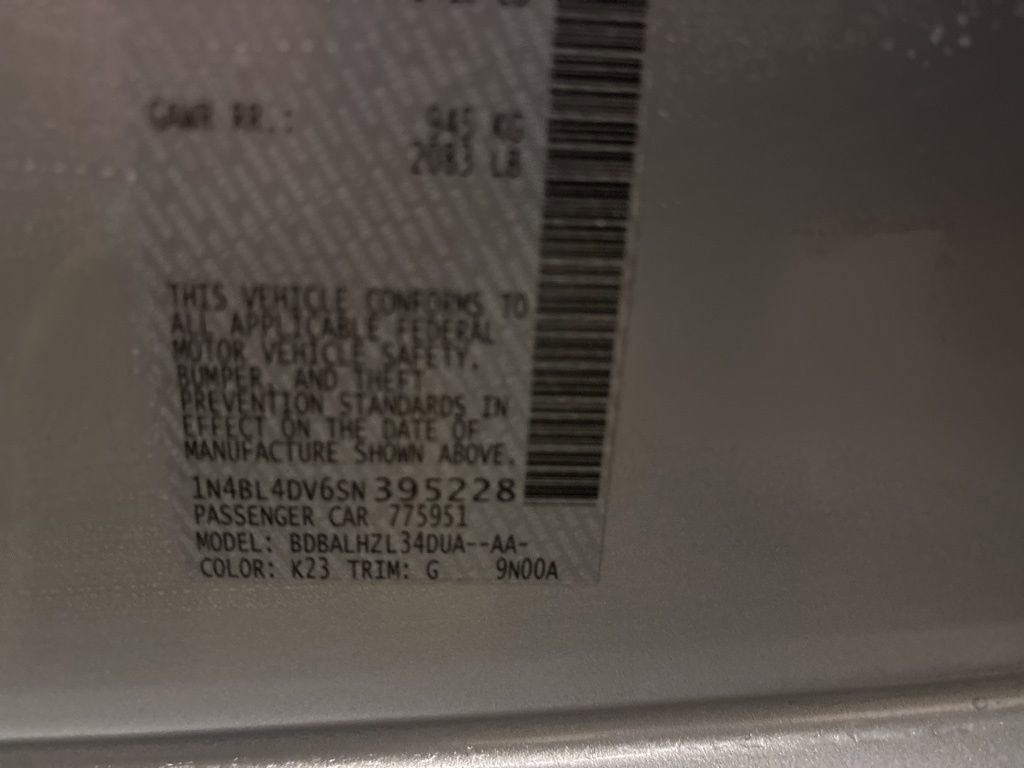 GAWR RR.: 945 KG
2083 LB
THIS VEHICLE CONFORMS TO
ALL APPLICABLE FEDERAL
MOTOR VEHICLE SAFETY,
BUMPER, AND THEFT
PREVENTION STANDARDS IN
EFFECT ON THE DATE OF
MANUFACTURE SHOWN ABOVE.
1N4BL4DV6SN395228
PASSENGER CAR 775951
MODEL: BDBALHZL34DUA--AA-
COLOR: K23 TRIM: G 9N00A